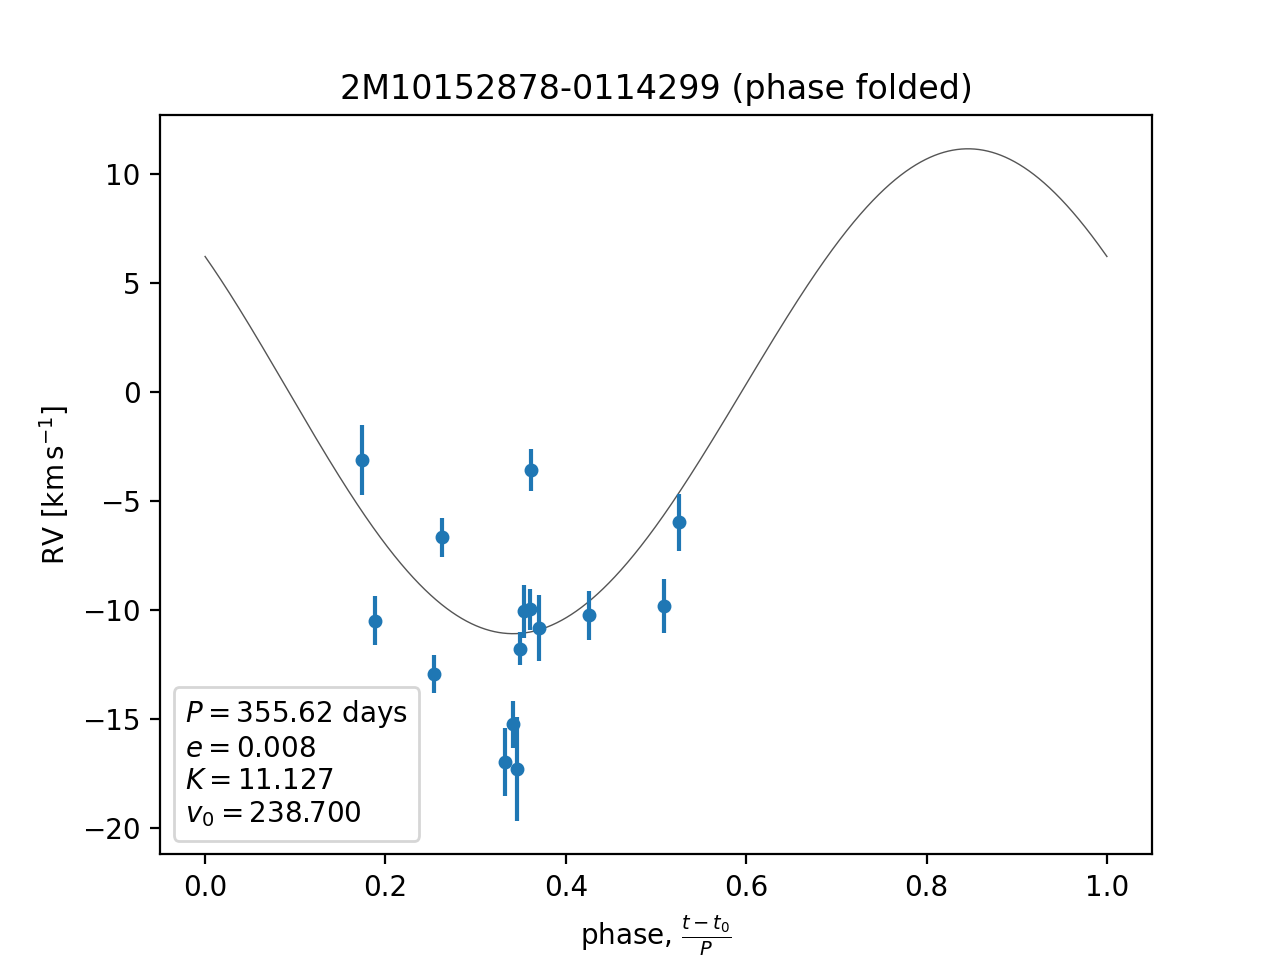 2M10152878-0114299 (phase folded)
10
5
0
−5
−10
−15
−20
RV [km s⁻¹]
P = 355.62 days
e = 0.008
K = 11.127
v₀ = 238.700
0.0 0.2 0.4 0.6 0.8 1.0
phase, (t − t₀)/P